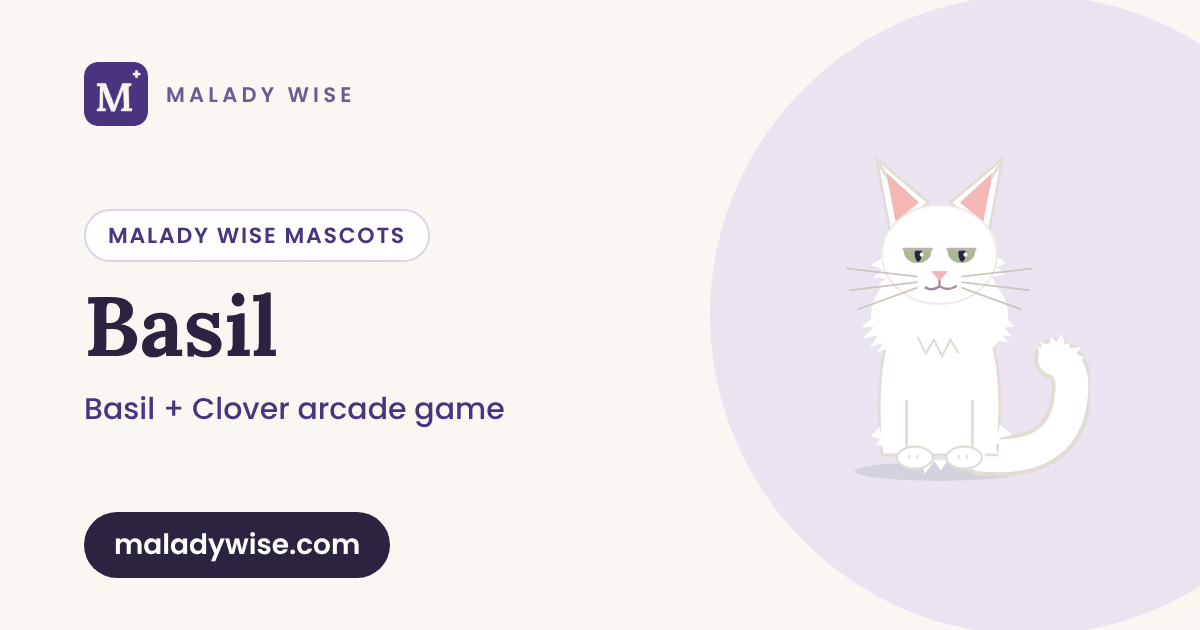 M+
MALADY WISE
MALADY WISE MASCOTS
Basil
Basil + Clover arcade game
maladywise.com